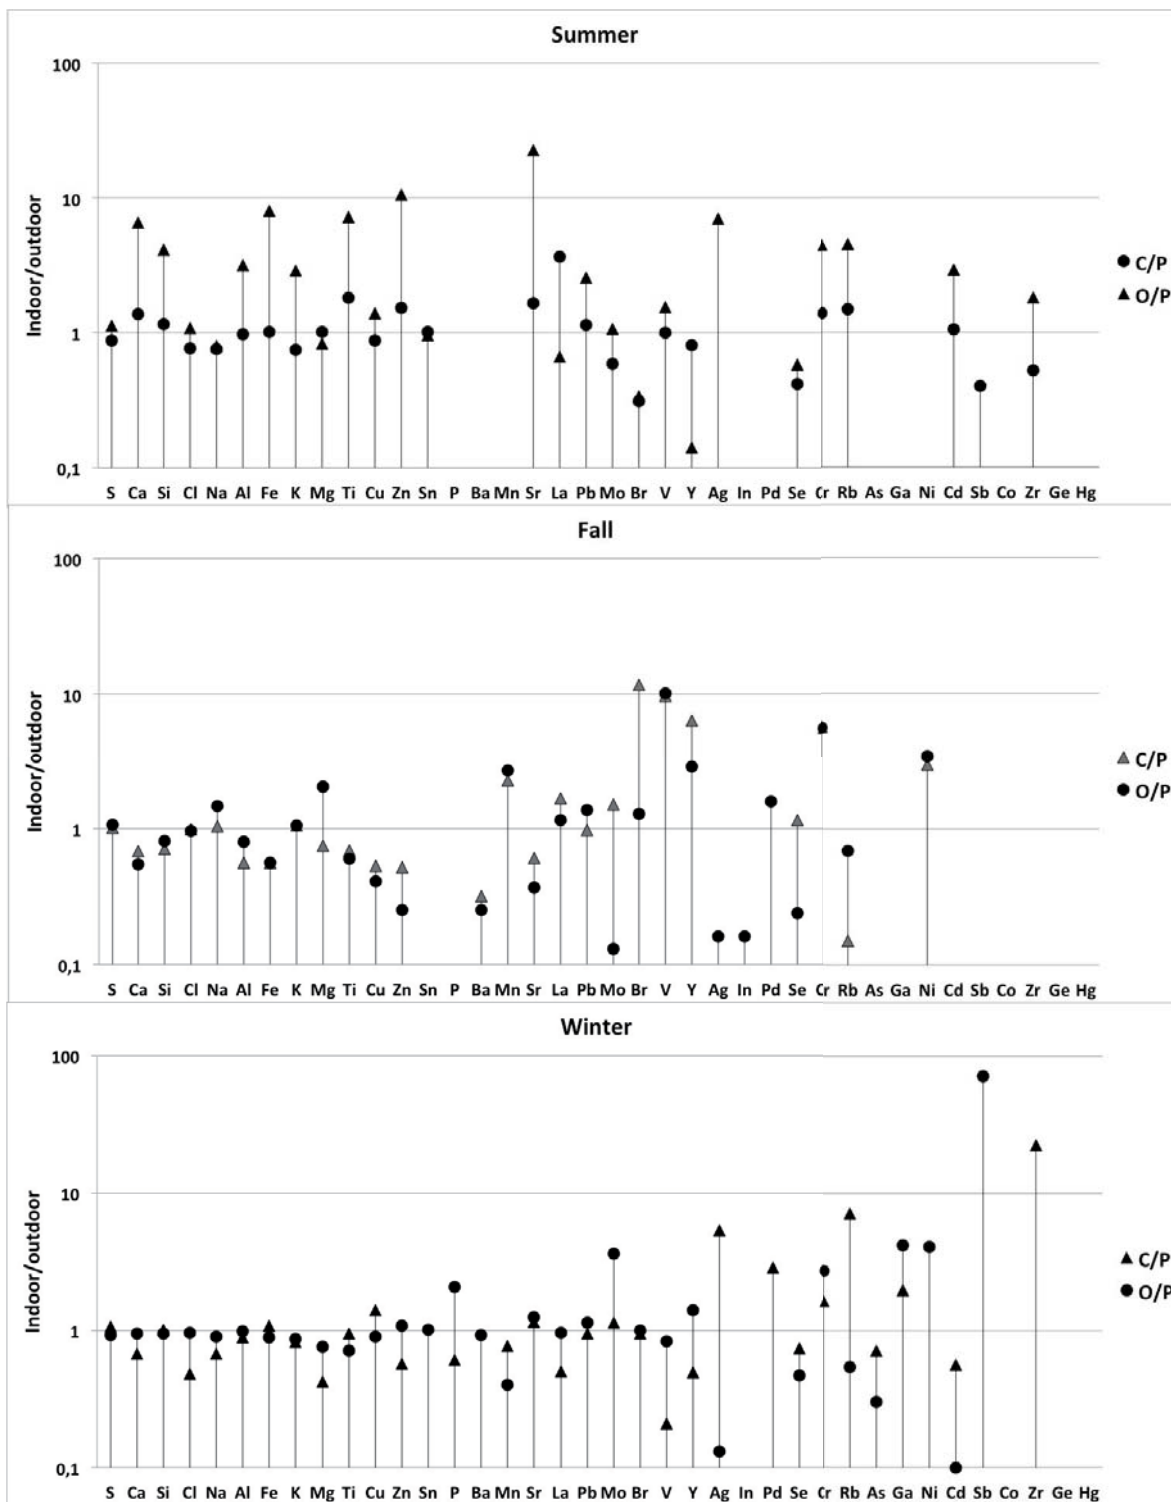 Summer
100
10
1
0,1
Indoor/outdoor
C/P
O/P
S Ca Si Cl Na Al Fe K Mg Ti Cu Zn Sn P Ba Mn Sr La Pb Mo Br V Y Ag In Pd Se Cr Rb As Ga Ni Cd Sb Co Zr Ge Hg
Fall
100
10
1
0,1
Indoor/outdoor
C/P
O/P
S Ca Si Cl Na Al Fe K Mg Ti Cu Zn Sn P Ba Mn Sr La Pb Mo Br V Y Ag In Pd Se Cr Rb As Ga Ni Cd Sb Co Zr Ge Hg
Winter
100
10
1
0,1
Indoor/outdoor
C/P
O/P
S Ca Si Cl Na Al Fe K Mg Ti Cu Zn Sn P Ba Mn Sr La Pb Mo Br V Y Ag In Pd Se Cr Rb As Ga Ni Cd Sb Co Zr Ge Hg